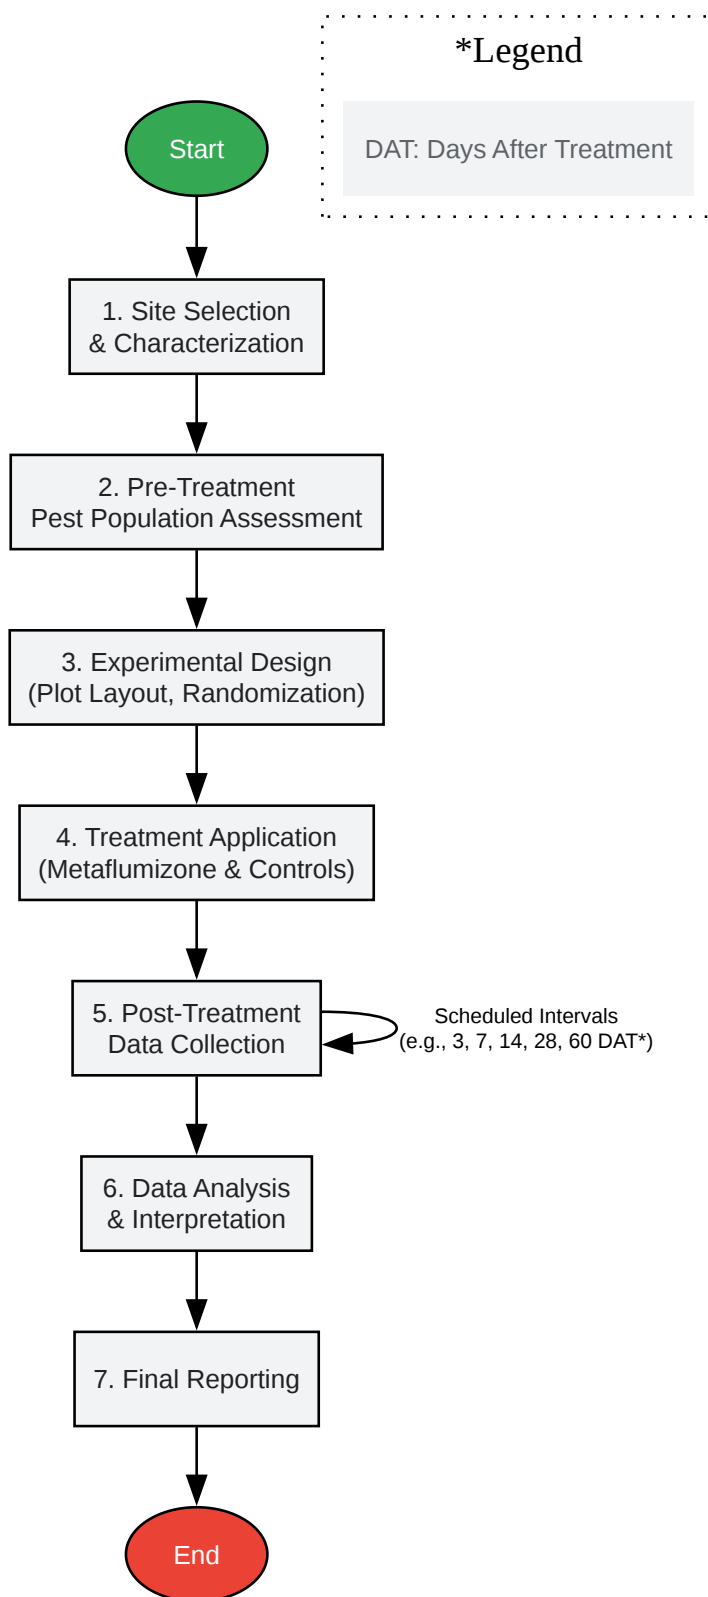 *Legend
DAT: Days After Treatment
Start
1. Site Selection
& Characterization
2. Pre-Treatment
Pest Population Assessment
3. Experimental Design
(Plot Layout, Randomization)
4. Treatment Application
(Metaflumizone & Controls)
5. Post-Treatment
Data Collection
Scheduled Intervals
(e.g., 3, 7, 14, 28, 60 DAT*)
6. Data Analysis
& Interpretation
7. Final Reporting
End